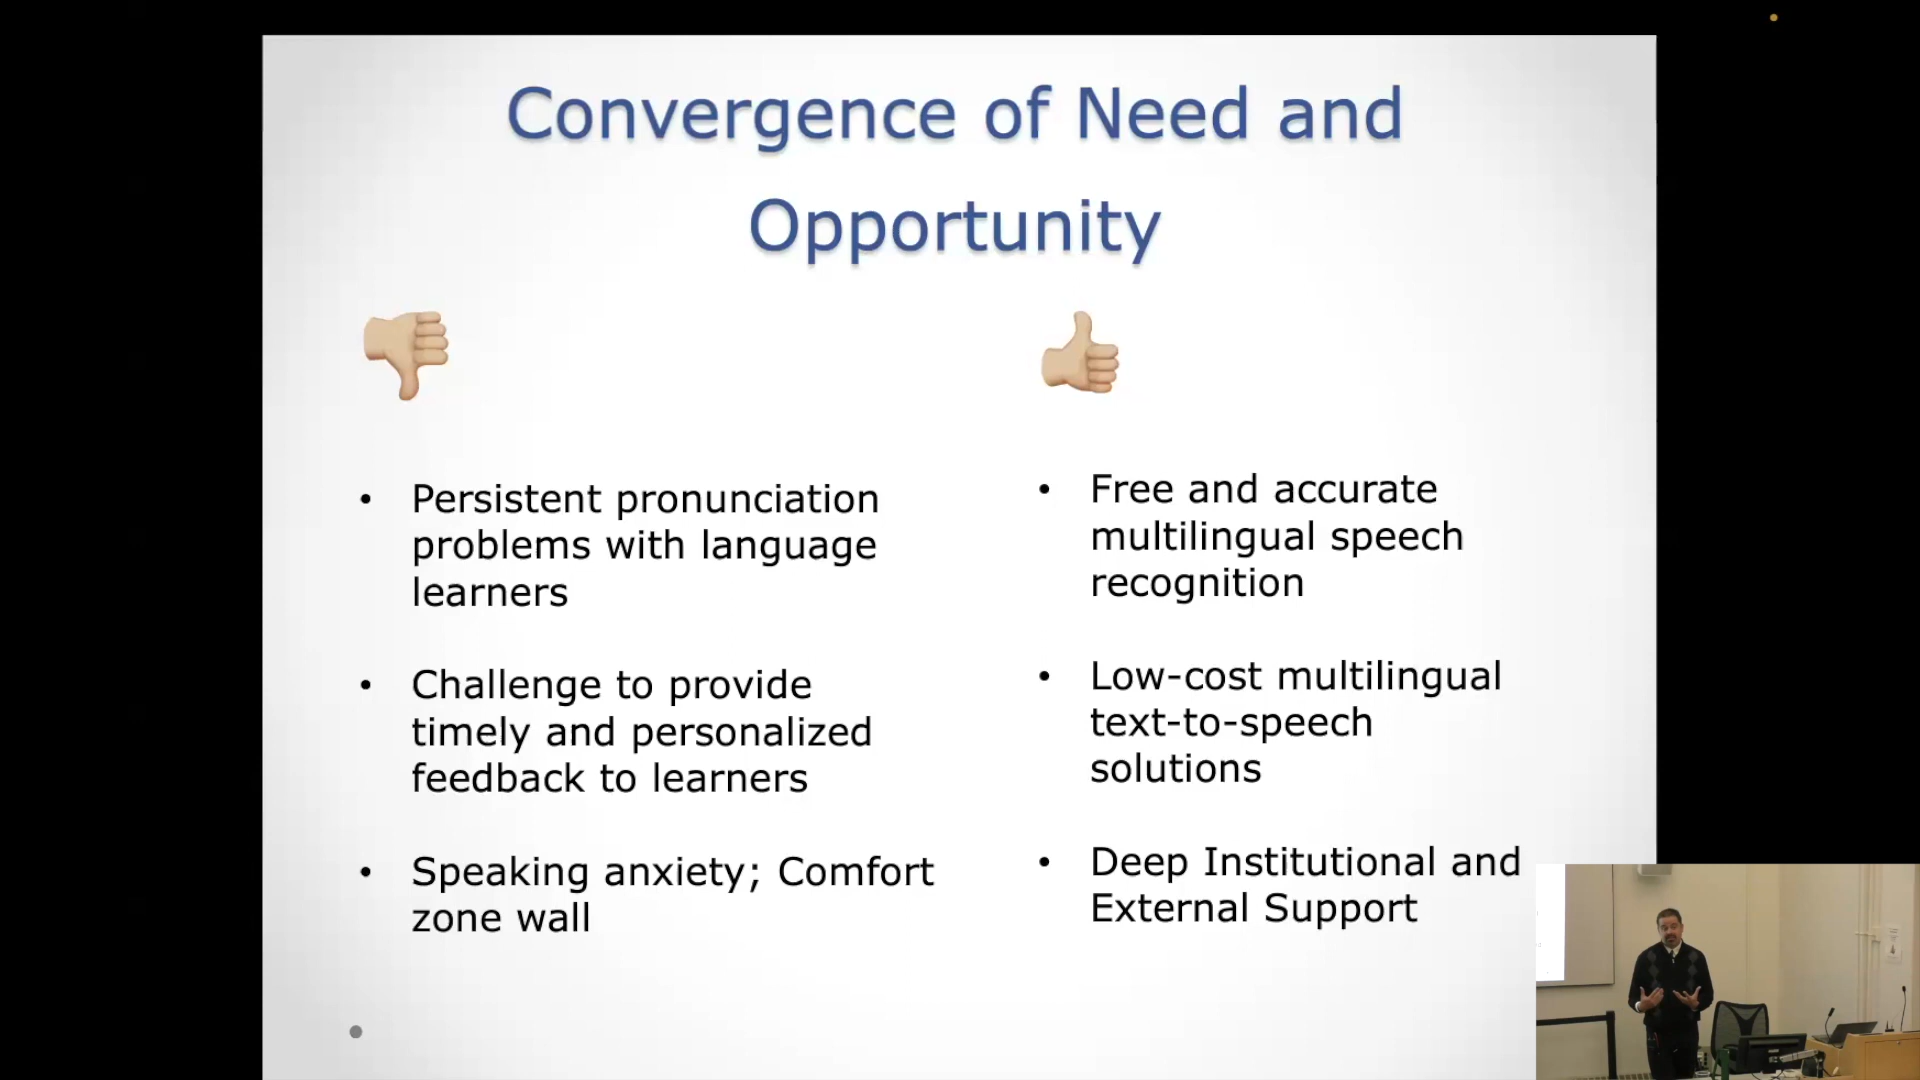 Convergence of Need and
Opportunity
• Persistent pronunciation
problems with language
learners
• Challenge to provide
timely and personalized
feedback to learners
• Speaking anxiety; Comfort
zone wall
• Free and accurate
multilingual speech
recognition
• Low-cost multilingual
text-to-speech
solutions
• Deep Institutional and
External Support